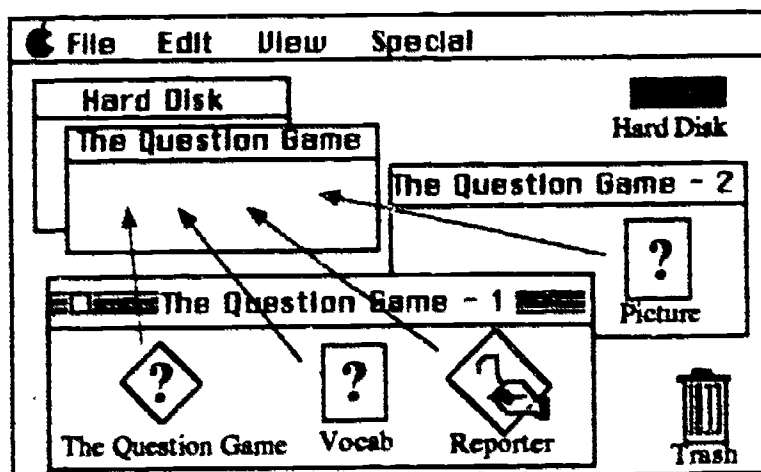 File Edit View Special
Hard Disk
Hard Disk
The Question Game
The Question Game - 2
?
Picture
The Question Game - 1
? ?
The Question Game Vocab Reporter
Trash